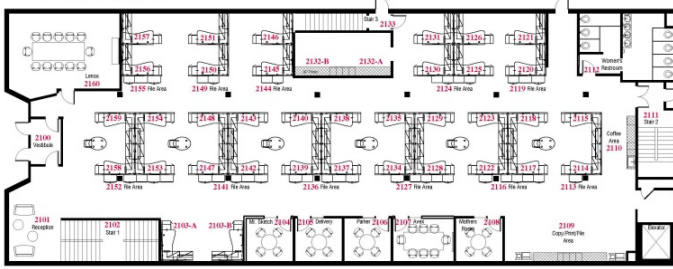 Stair 3
2133
2157
2151
2146
2131
2126
2121
2132-B
2132-A
2156
2150
2145
2130
2125
2120
2112
Women's
Restroom
Lenox
2160
2155 File Area
2149 File Area
2144 File Area
2124 File Area
2119 File Area
2111
Stair 2
2159
2154
2148
2143
2140
2138
2135
2129
2123
2118
2115
2100
Vestibule
Coffee
Area
2110
2158
2153
2147
2142
2139
2137
2134
2128
2122
2117
2114
2152 File Area
2141 File Area
2136 File Area
2127 File Area
2116 File Area
2113 File Area
2101
Reception
2102
Stair 1
2103-A
2103-B
Mt. Sketch
2104
2105
Delivery
Parker
2106
2107
Aves
Mothers
Room
2108
2109
Copy/Print/File
Area
Elevator